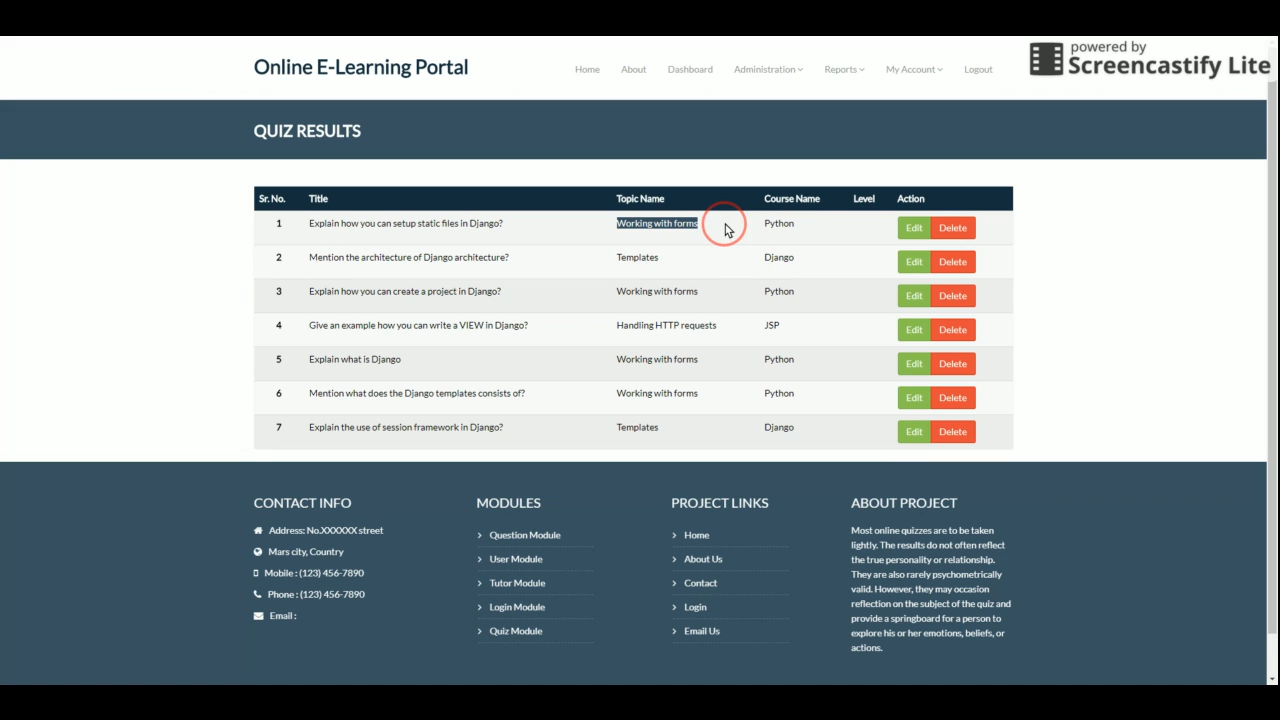 powered by
Screencastify Lite
Online E-Learning Portal
Home About Dashboard Administration Reports My Account Logout
QUIZ RESULTS
Sr. No. Title Topic Name Course Name Level Action
1 Explain how you can setup static files in Django? Working with forms Python Edit Delete
2 Mention the architecture of Django architecture? Templates Django Edit Delete
3 Explain how you can create a project in Django? Working with forms Python Edit Delete
4 Give an example how you can write a VIEW in Django? Handling HTTP requests JSP Edit Delete
5 Explain what is Django Working with forms Python Edit Delete
6 Mention what does the Django templates consists of? Working with forms Python Edit Delete
7 Explain the use of session framework in Django? Templates Django Edit Delete
CONTACT INFO
Address: No.XXXXXX street
Mars city, Country
Mobile : (123) 456-7890
Phone : (123) 456-7890
Email :
MODULES
Question Module
User Module
Tutor Module
Login Module
Quiz Module
PROJECT LINKS
Home
About Us
Contact
Login
Email Us
ABOUT PROJECT
Most online quizzes are to be taken
lightly. The results do not often reflect
the true personality or relationship.
They are also rarely psychometrically
valid. However, they may occasion
reflection on the subject of the quiz and
provide a springboard for a person to
explore his or her emotions, beliefs, or
actions.